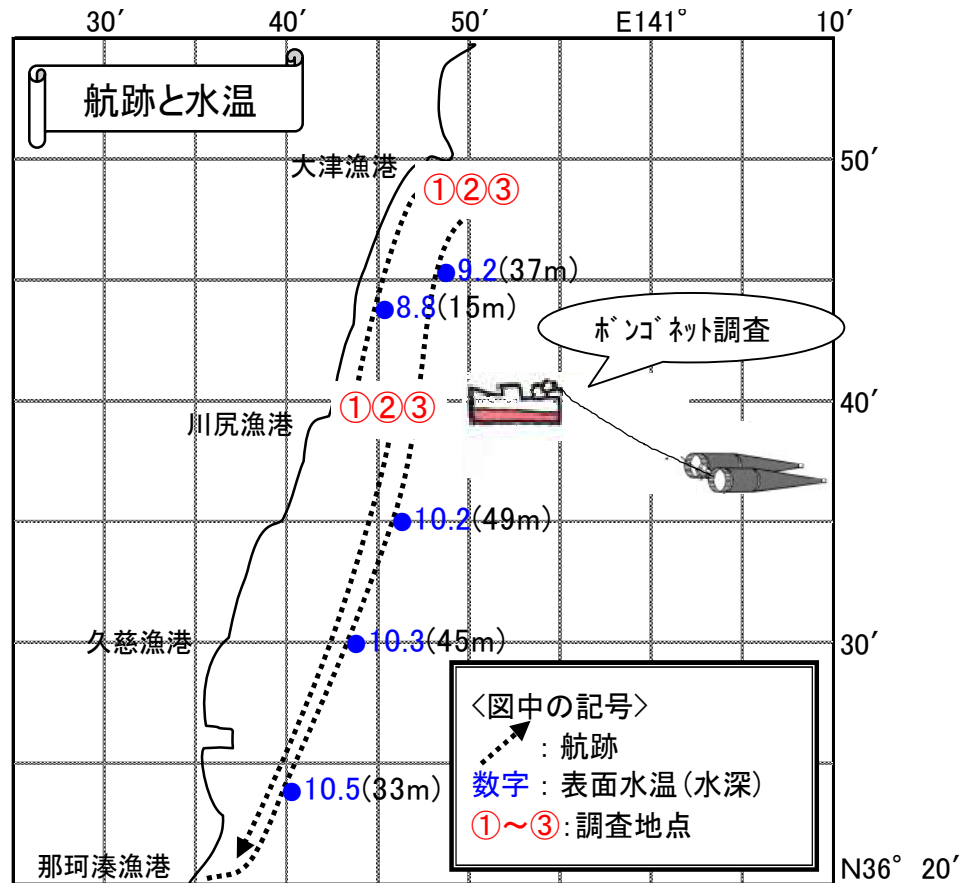 30′ 40′ 50′ E141° 10′
航跡と水温
大津漁港
50′
①②③
9.2(37m)
8.8(15m)
ﾎﾞﾝｺﾞﾈｯﾄ調査
川尻漁港
①②③
40′
10.2(49m)
久慈漁港
10.3(45m)
30′
<図中の記号>
：航跡
数字：表面水温(水深)
①～③：調査地点
10.5(33m)
那珂湊漁港
N36° 20′